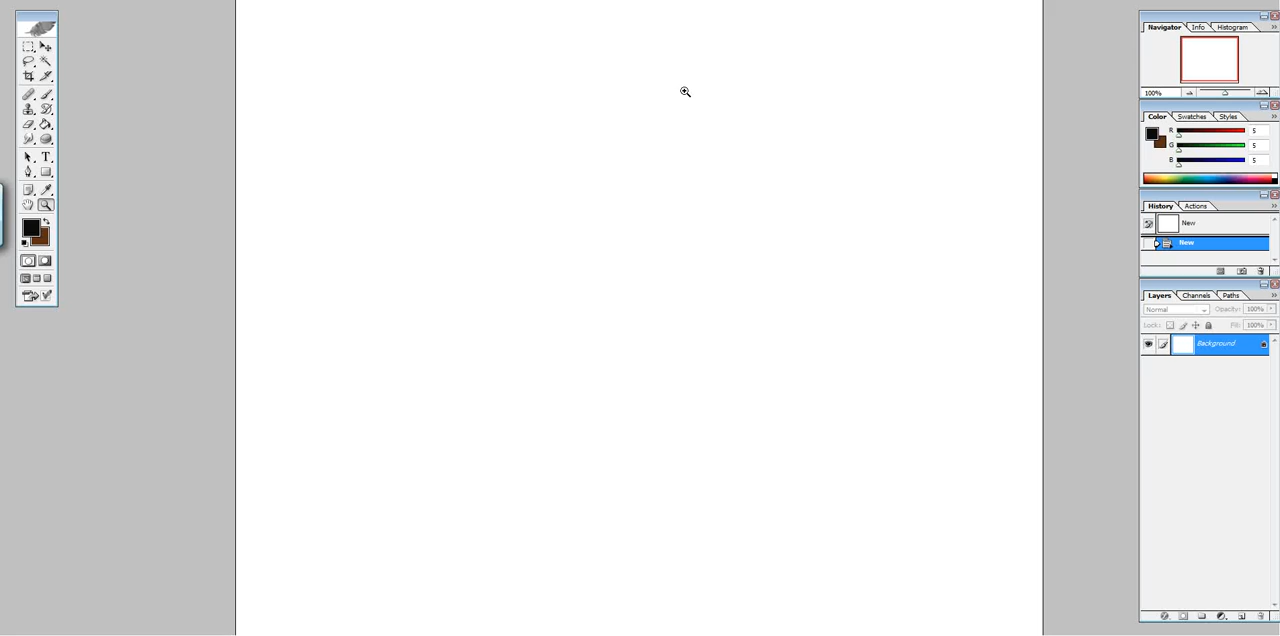 Navigator Info Histogram
100%
Color Swatches Styles
R 5
G 5
B 5
History Actions
New
New
Layers Channels Paths
Normal Opacity: 100%
Lock: Fill: 100%
Background
T